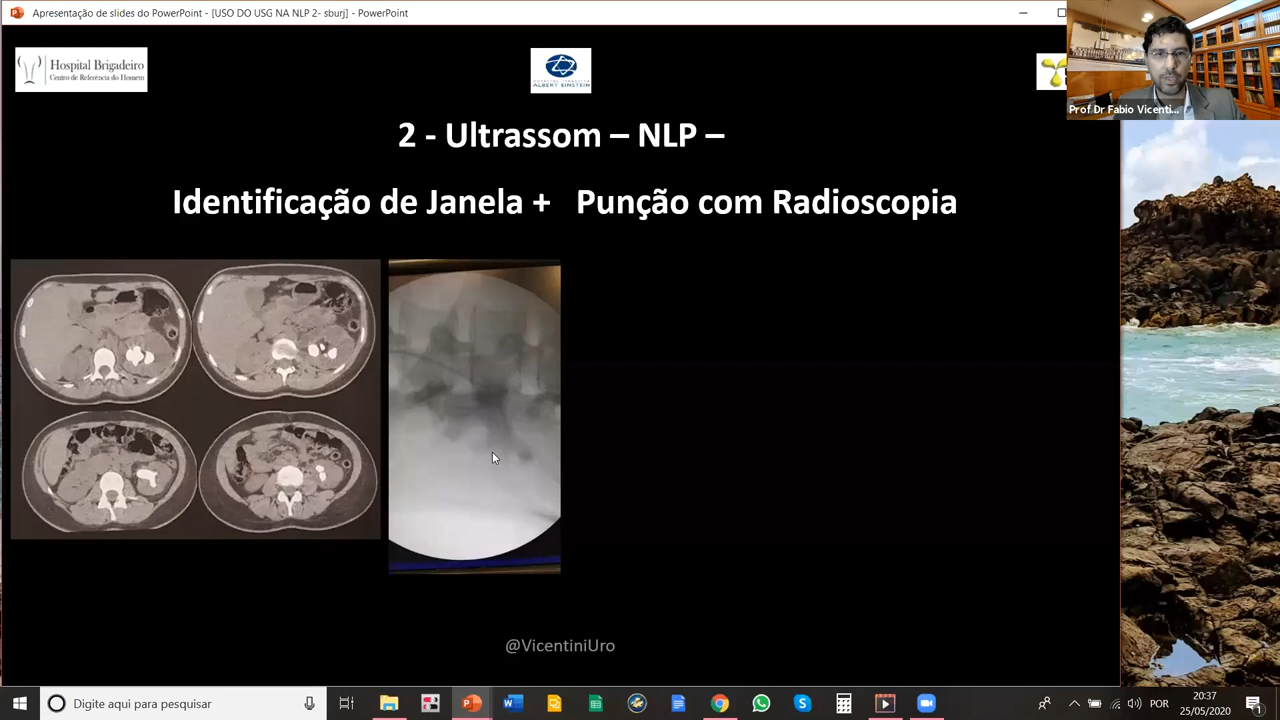 Apresentação de slides do PowerPoint - [USO DO USG NA NLP 2- sburj] - PowerPoint
Hospital Brigadeiro
Centro de Referência do Homem
ALBERT EINSTEIN
Prof Dr Fabio Vicenti...
2 - Ultrassom – NLP –
Identificação de Janela + Punção com Radioscopia
@VicentiniUro
Digite aqui para pesquisar
POR
20:37
25/05/2020
1